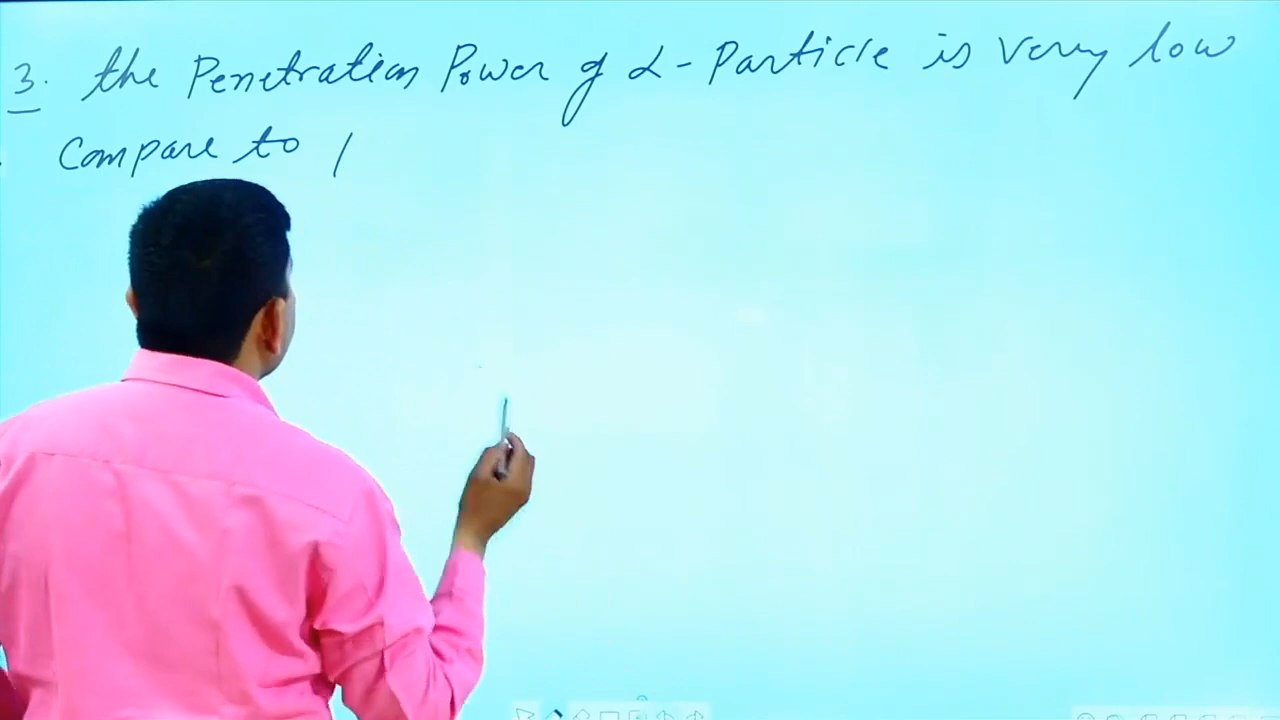 3. the Penetration Power of α-Particle is very low
Compare to